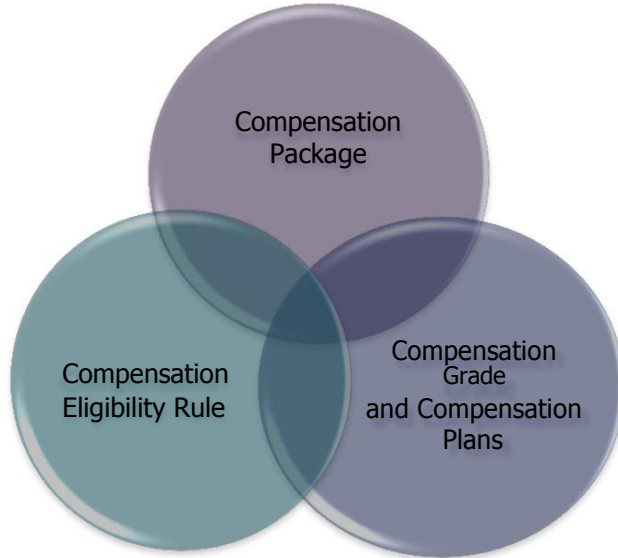 Compensation
Package
Compensation
Eligibility Rule
Compensation
Grade
and Compensation
Plans